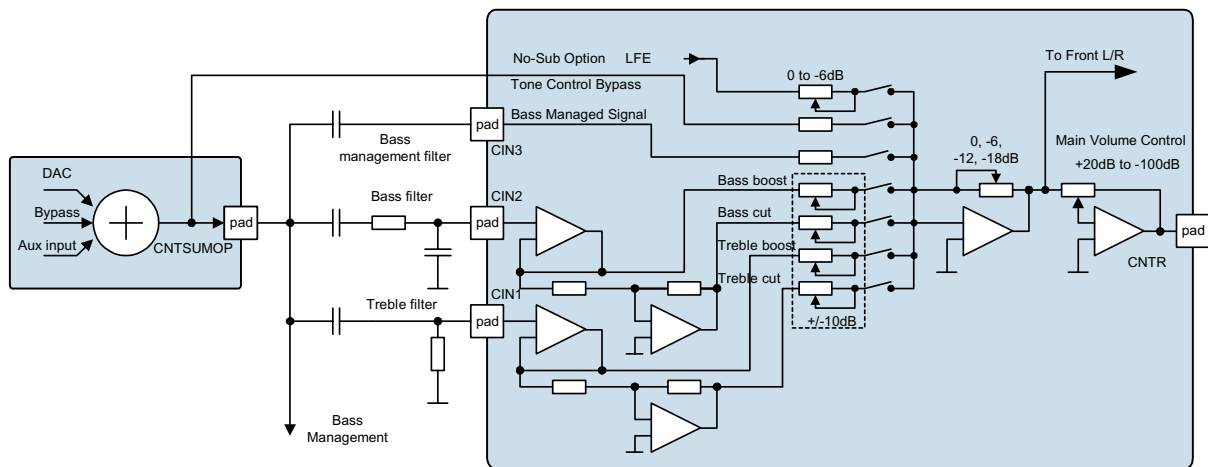 No-Sub Option LFE
To Front L/R
Tone Control Bypass
0 to -6dB
pad
Bass Managed Signal
CIN3
Bass
management filter
0, -6,
-12, -18dB
Main Volume Control
+20dB to -100dB
DAC
Bypass
Aux input
CNTSUMOP
pad
Bass filter
CIN2
pad
Bass boost
Bass cut
Treble boost
Treble cut
+/-10dB
CNTR
pad
Treble filter
CIN1
pad
Bass
Management